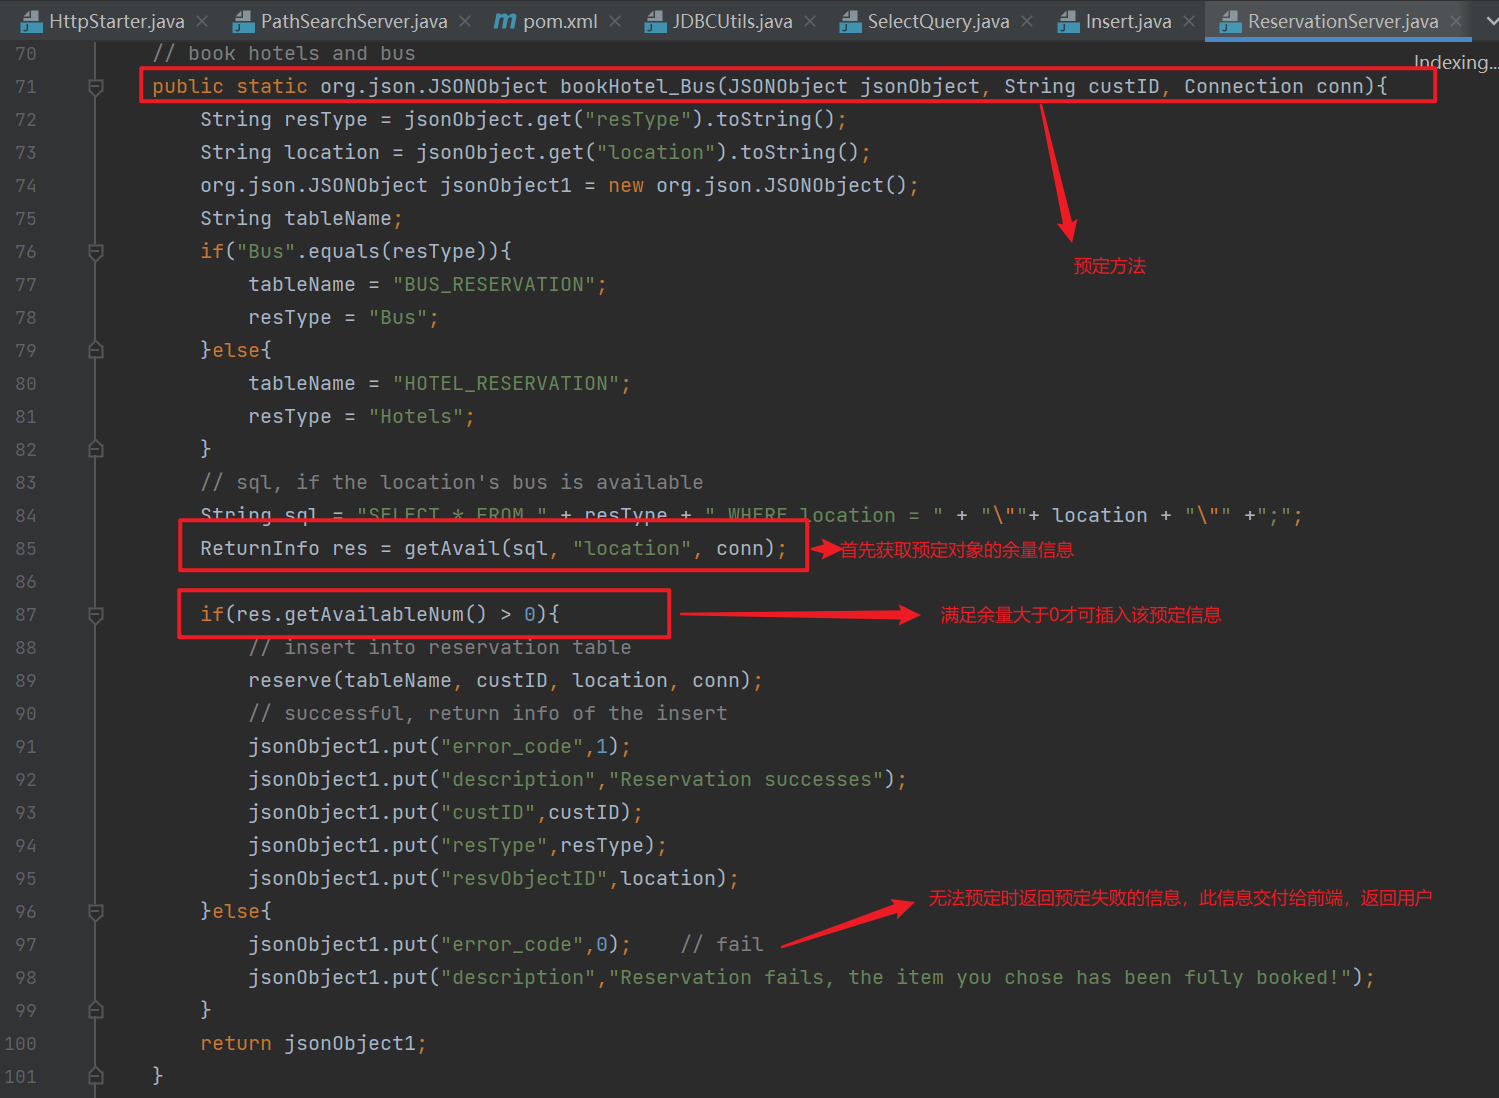 HttpStarter.java PathSearchServer.java pom.xml JDBCUtils.java SelectQuery.java Insert.java ReservationServer.java
Indexing...
70 // book hotels and bus
71 public static org.json.JSONObject bookHotel_Bus(JSONObject jsonObject, String custID, Connection conn){
72 String resType = jsonObject.get("resType").toString();
73 String location = jsonObject.get("location").toString();
74 org.json.JSONObject jsonObject1 = new org.json.JSONObject();
75 String tableName;
76 if("Bus".equals(resType)){
预定方法
77 tableName = "BUS_RESERVATION";
78 resType = "Bus";
79 }else{
80 tableName = "HOTEL_RESERVATION";
81 resType = "Hotels";
82 }
83 // sql, if the location's bus is available
84 String sql = "SELECT * FROM " + resType + " WHERE location = " + "\""+ location + "\"" +";";
85 ReturnInfo res = getAvail(sql, "location", conn); 首先获取预定对象的余量信息
86
87 if(res.getAvailableNum() > 0){ 满足余量大于0才可插入该预定信息
88 // insert into reservation table
89 reserve(tableName, custID, location, conn);
90 // successful, return info of the insert
91 jsonObject1.put("error_code",1);
92 jsonObject1.put("description","Reservation successes");
93 jsonObject1.put("custID",custID);
94 jsonObject1.put("resType",resType);
95 jsonObject1.put("resvObjectID",location);
无法预定时返回预定失败的信息，此信息交付给前端，返回用户
96 }else{
97 jsonObject1.put("error_code",0); // fail
98 jsonObject1.put("description","Reservation fails, the item you chose has been fully booked!");
99 }
100 return jsonObject1;
101 }